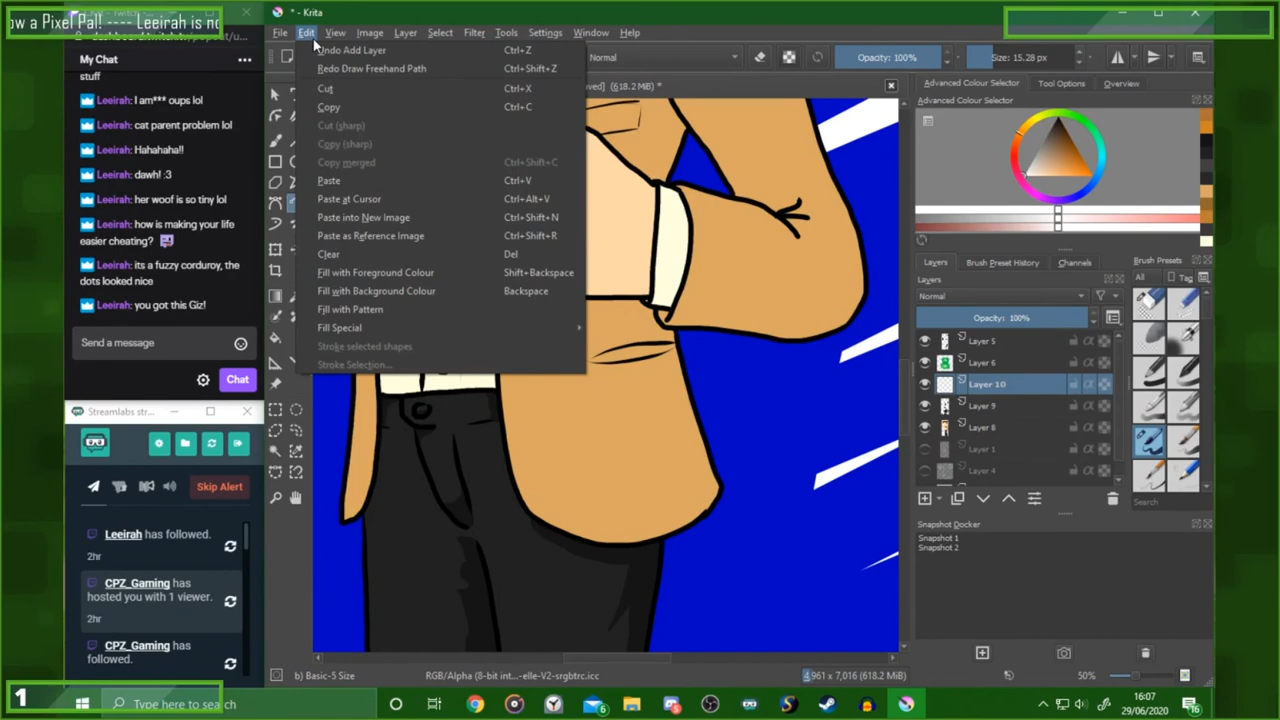 ow a Pixel Pal! ---- Leeirah is no
My Chat
stuff
Leeirah: I am*** oups lol
Leeirah: cat parent problem lol
Leeirah: Hahahaha!!
Leeirah: dawh! :3
Leeirah: her woof is so tiny lol
Leeirah: how is making your life
easier cheating?
Leeirah: its a fuzzy corduroy, the
dots looked nice
Leeirah: you got this Giz!
Send a message
Chat
Streamlabs stre...
Skip Alert
Leeirah has followed.
2hr
CPZ_Gaming has
hosted you with 1 viewer.
2hr
CPZ_Gaming has
followed.
* - Krita
File Edit View Image Layer Select Filter Tools Settings Window Help
Undo Add Layer Ctrl+Z
Redo Draw Freehand Path Ctrl+Shift+Z
Cut Ctrl+X
Copy Ctrl+C
Cut (sharp)
Copy (sharp)
Copy merged Ctrl+Shift+C
Paste Ctrl+V
Paste at Cursor Ctrl+Alt+V
Paste into New Image Ctrl+Shift+N
Paste as Reference Image Ctrl+Shift+R
Clear Del
Fill with Foreground Colour Shift+Backspace
Fill with Background Colour Backspace
Fill with Pattern
Fill Special
Stroke selected shapes
Stroke Selection...
Normal
Opacity: 100%
Size: 15.28 px
ved] (618.2 MiB) *
Advanced Colour Selector Tool Options Overview
Advanced Colour Selector
Layers Brush Preset History Channels
Layers
Normal
Opacity: 100%
Layer 5
Layer 6
Layer 10
Layer 9
Layer 8
Layer 1
Layer 4
Brush Presets
All Tag
Search
Snapshot Docker
Snapshot 1
Snapshot 2
b) Basic-5 Size
RGB/Alpha (8-bit int...-elle-V2-srgbtrc.icc
4,961 x 7,016 (618.2 MiB)
50%
1
Type here to search
6
16:07
29/06/2020
16